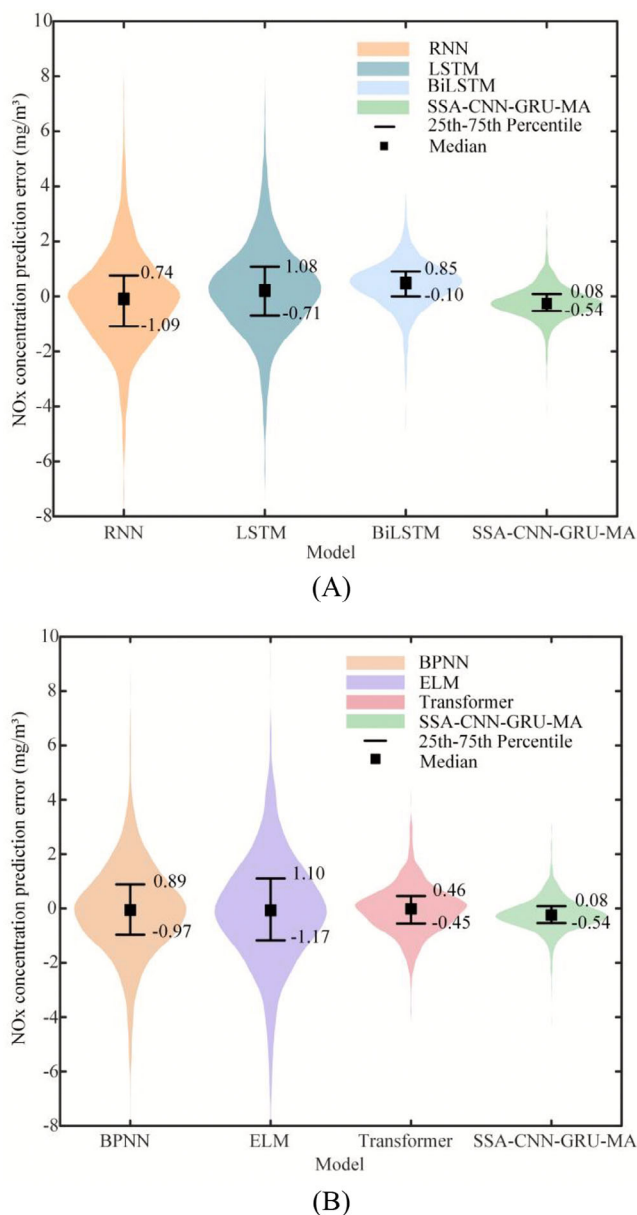 10
8
6
4
2
0
-2
-4
-6
-8
NOx concentration prediction error (mg/m³)
RNN
LSTM
BiLSTM
SSA-CNN-GRU-MA
25th-75th Percentile
Median
0.74
-1.09
1.08
-0.71
0.85
-0.10
0.08
-0.54
RNN LSTM BiLSTM SSA-CNN-GRU-MA
Model
(A)
10
8
6
4
2
0
-2
-4
-6
-8
NOx concentration prediction error (mg/m³)
BPNN
ELM
Transformer
SSA-CNN-GRU-MA
25th-75th Percentile
Median
0.89
-0.97
1.10
-1.17
0.46
-0.45
0.08
-0.54
BPNN ELM Transformer SSA-CNN-GRU-MA
Model
(B)